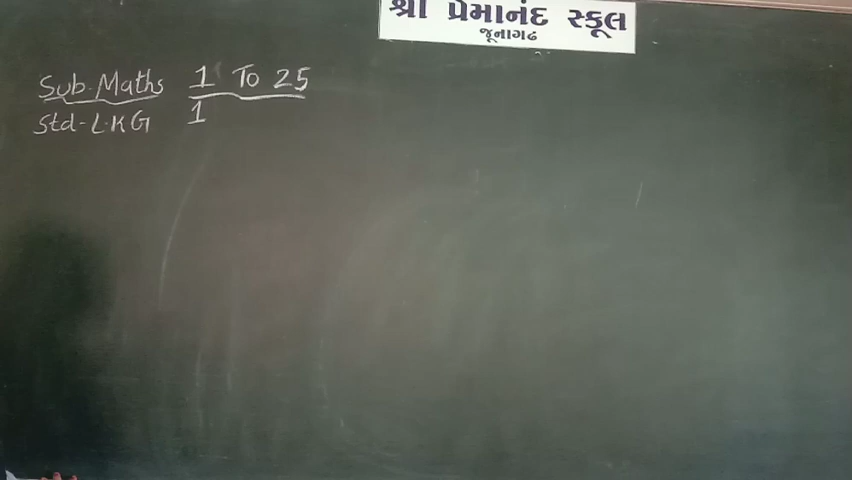 શ્રી પ્રેમાનંદ સ્કૂલ
જૂનાગઢ
Sub-Maths 1 To 25
Std-L.K.G 1